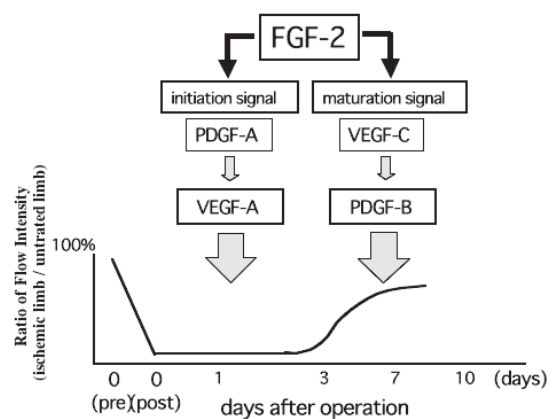 FGF-2
initiation signal
maturation signal
PDGF-A
VEGF-C
VEGF-A
PDGF-B
Ratio of Flow Intensity
(ischemic limb / untrated limb)
100%
0 0 1 3 7 10 (days)
(pre)(post) days after operation